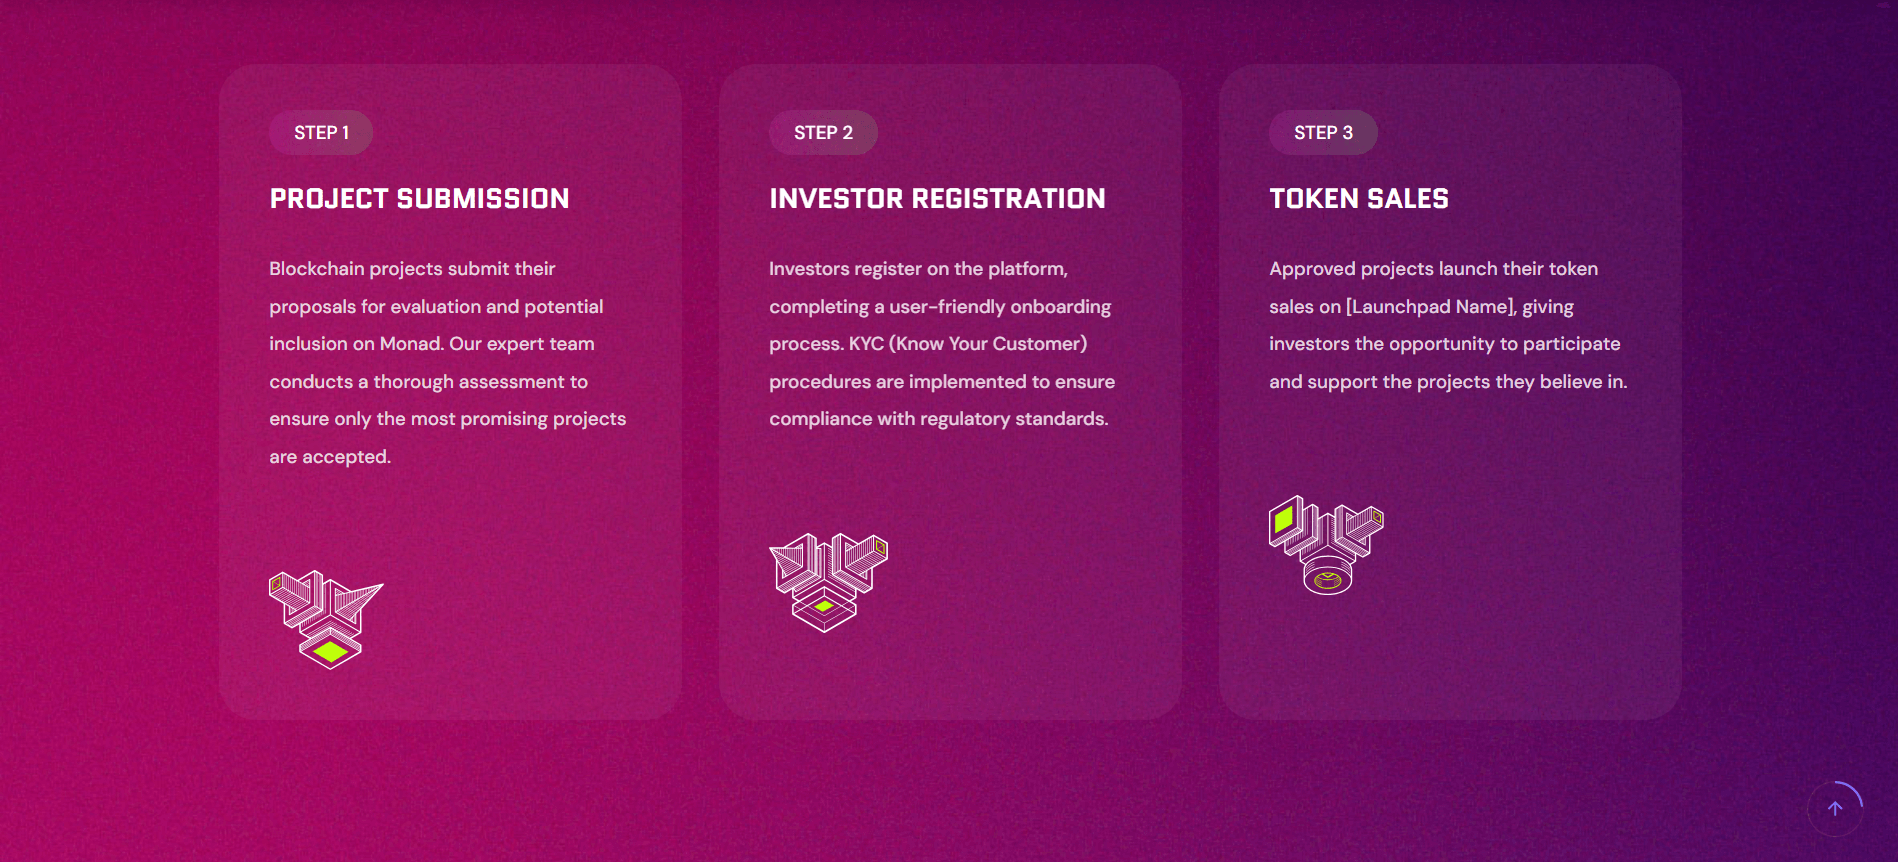 STEP 1
PROJECT SUBMISSION
Blockchain projects submit their
proposals for evaluation and potential
inclusion on Monad. Our expert team
conducts a thorough assessment to
ensure only the most promising projects
are accepted.
STEP 2
INVESTOR REGISTRATION
Investors register on the platform,
completing a user-friendly onboarding
process. KYC (Know Your Customer)
procedures are implemented to ensure
compliance with regulatory standards.
STEP 3
TOKEN SALES
Approved projects launch their token
sales on [Launchpad Name], giving
investors the opportunity to participate
and support the projects they believe in.